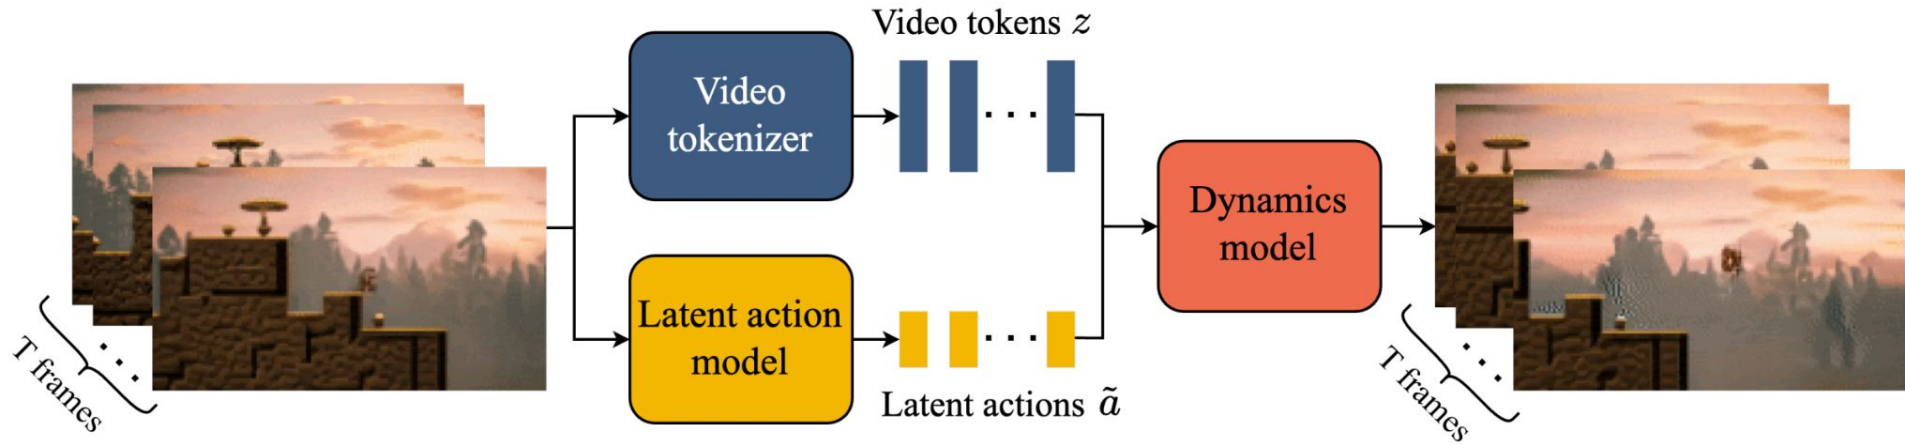 Video tokens z
Video
tokenizer
Dynamics
model
Latent action
model
Latent actions ã
T frames
T frames